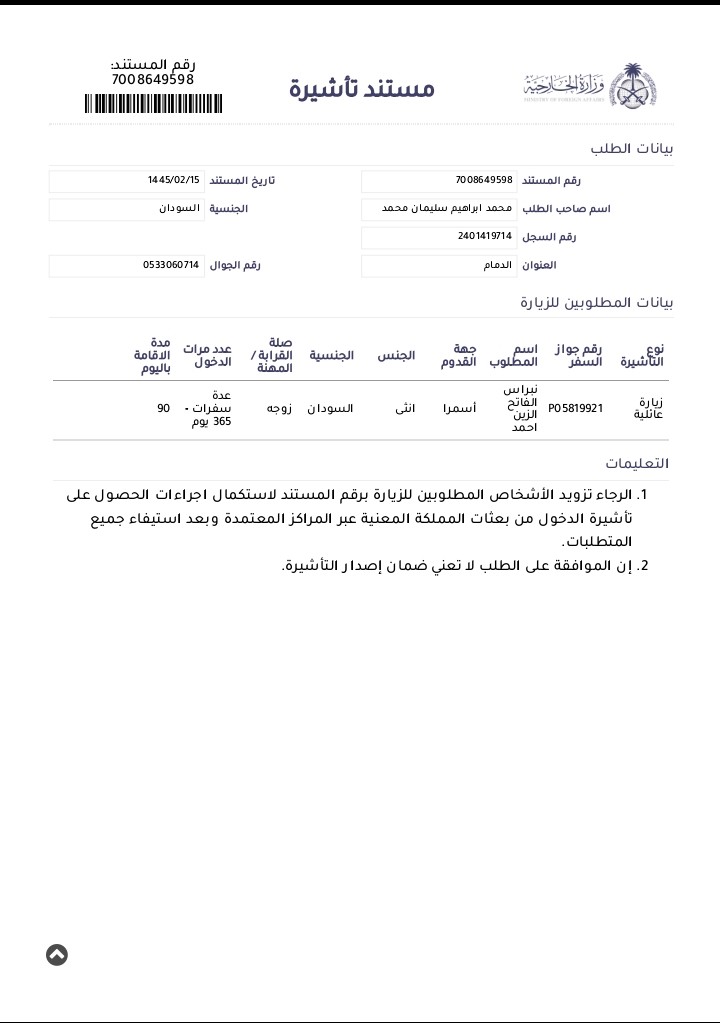 رقم المستند:
7008649598
مستند تأشيرة
وزارة الخارجية
MINISTRY OF FOREIGN AFFAIRS
بيانات الطلب
رقم المستند 7008649598 تاريخ المستند 1445/02/15
اسم صاحب الطلب محمد ابراهيم سليمان محمد الجنسية السودان
رقم السجل 2401419714
العنوان الدمام رقم الجوال 0533060714
بيانات المطلوبين للزيارة
نوع التأشيرة رقم جواز السفر اسم المطلوب جهة القدوم الجنس الجنسية صلة القرابة / المهنة عدد مرات الدخول مدة الاقامة باليوم
زيارة عائلية P05819921 نبراس الفاتح الزين احمد أسمرا انثى السودان زوجه عدة سفرات - 365 يوم 90
التعليمات
1. الرجاء تزويد الأشخاص المطلوبين للزيارة برقم المستند لاستكمال اجراءات الحصول على
تأشيرة الدخول من بعثات المملكة المعنية عبر المراكز المعتمدة وبعد استيفاء جميع
المتطلبات.
2. إن الموافقة على الطلب لا تعني ضمان إصدار التأشيرة.